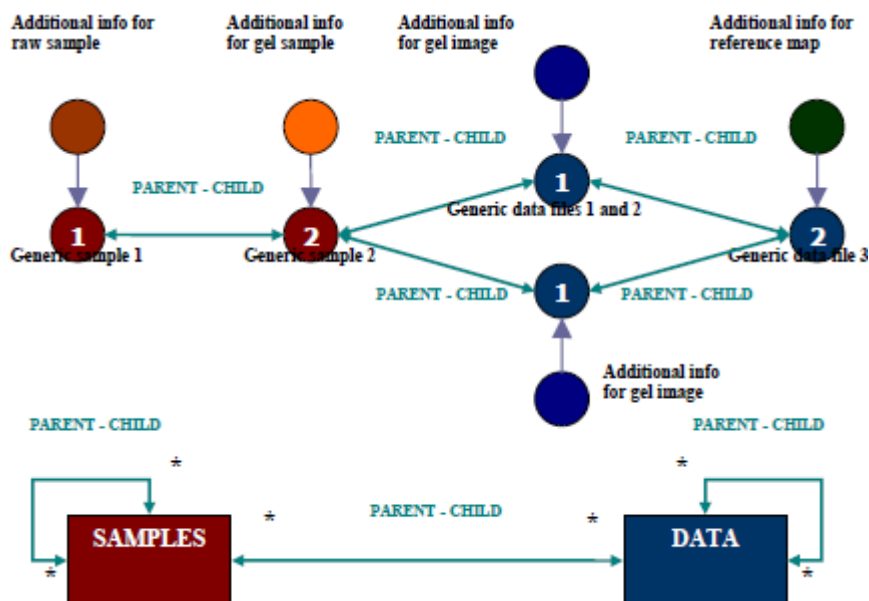 Additional info for
raw sample
Additional info
for gel sample
Additional info
for gel image
Additional info for
reference map
PARENT - CHILD
PARENT - CHILD
PARENT - CHILD
1
Generic sample 1
2
Generic sample 2
1
Generic data files 1 and 2
2
Generic data file 3
PARENT - CHILD
1
PARENT - CHILD
Additional info
for gel image
PARENT - CHILD
*
*
SAMPLES
*
PARENT - CHILD
*
PARENT - CHILD
*
DATA
*